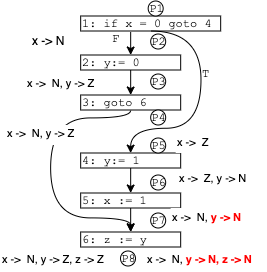 P1
1: if x = 0 goto 4
x -> N
F
P2
2: y:= 0
T
x -> N, y-> Z
P3
3: goto 6
P4
x -> N, y-> Z
P5
x -> Z
4: y:= 1
P6
x -> Z, y-> N
5: x := 1
P7
x -> N, y-> N
6: z := y
x -> N, y-> Z, z-> Z
P8
x -> N, y-> N, z-> N